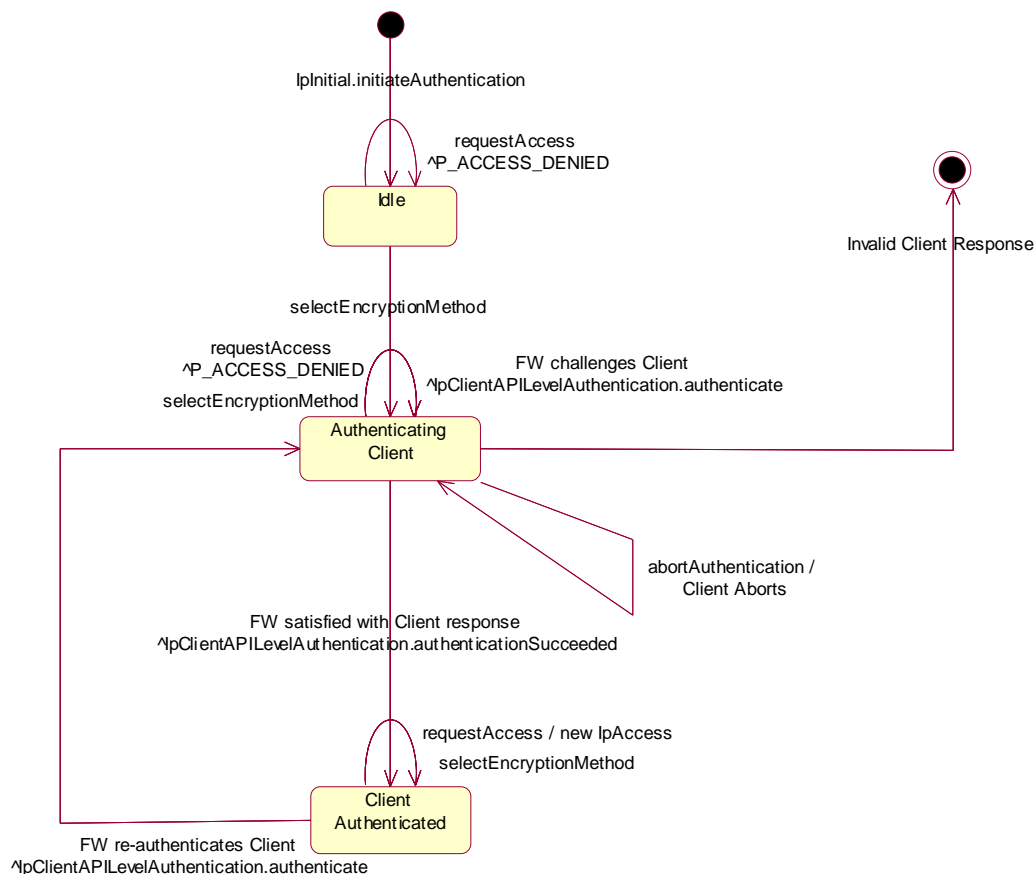 IpInitial.initiateAuthentication
requestAccess
^P_ACCESS_DENIED
Idle
Invalid Client Response
selectEncryptionMethod
requestAccess
^P_ACCESS_DENIED
selectEncryptionMethod
FW challenges Client
^IpClientAPILevelAuthentication.authenticate
Authenticating
Client
abortAuthentication /
Client Aborts
FW satisfied with Client response
^IpClientAPILevelAuthentication.authenticationSucceeded
requestAccess / new IpAccess
selectEncryptionMethod
Client
Authenticated
FW re-authenticates Client
^IpClientAPILevelAuthentication.authenticate